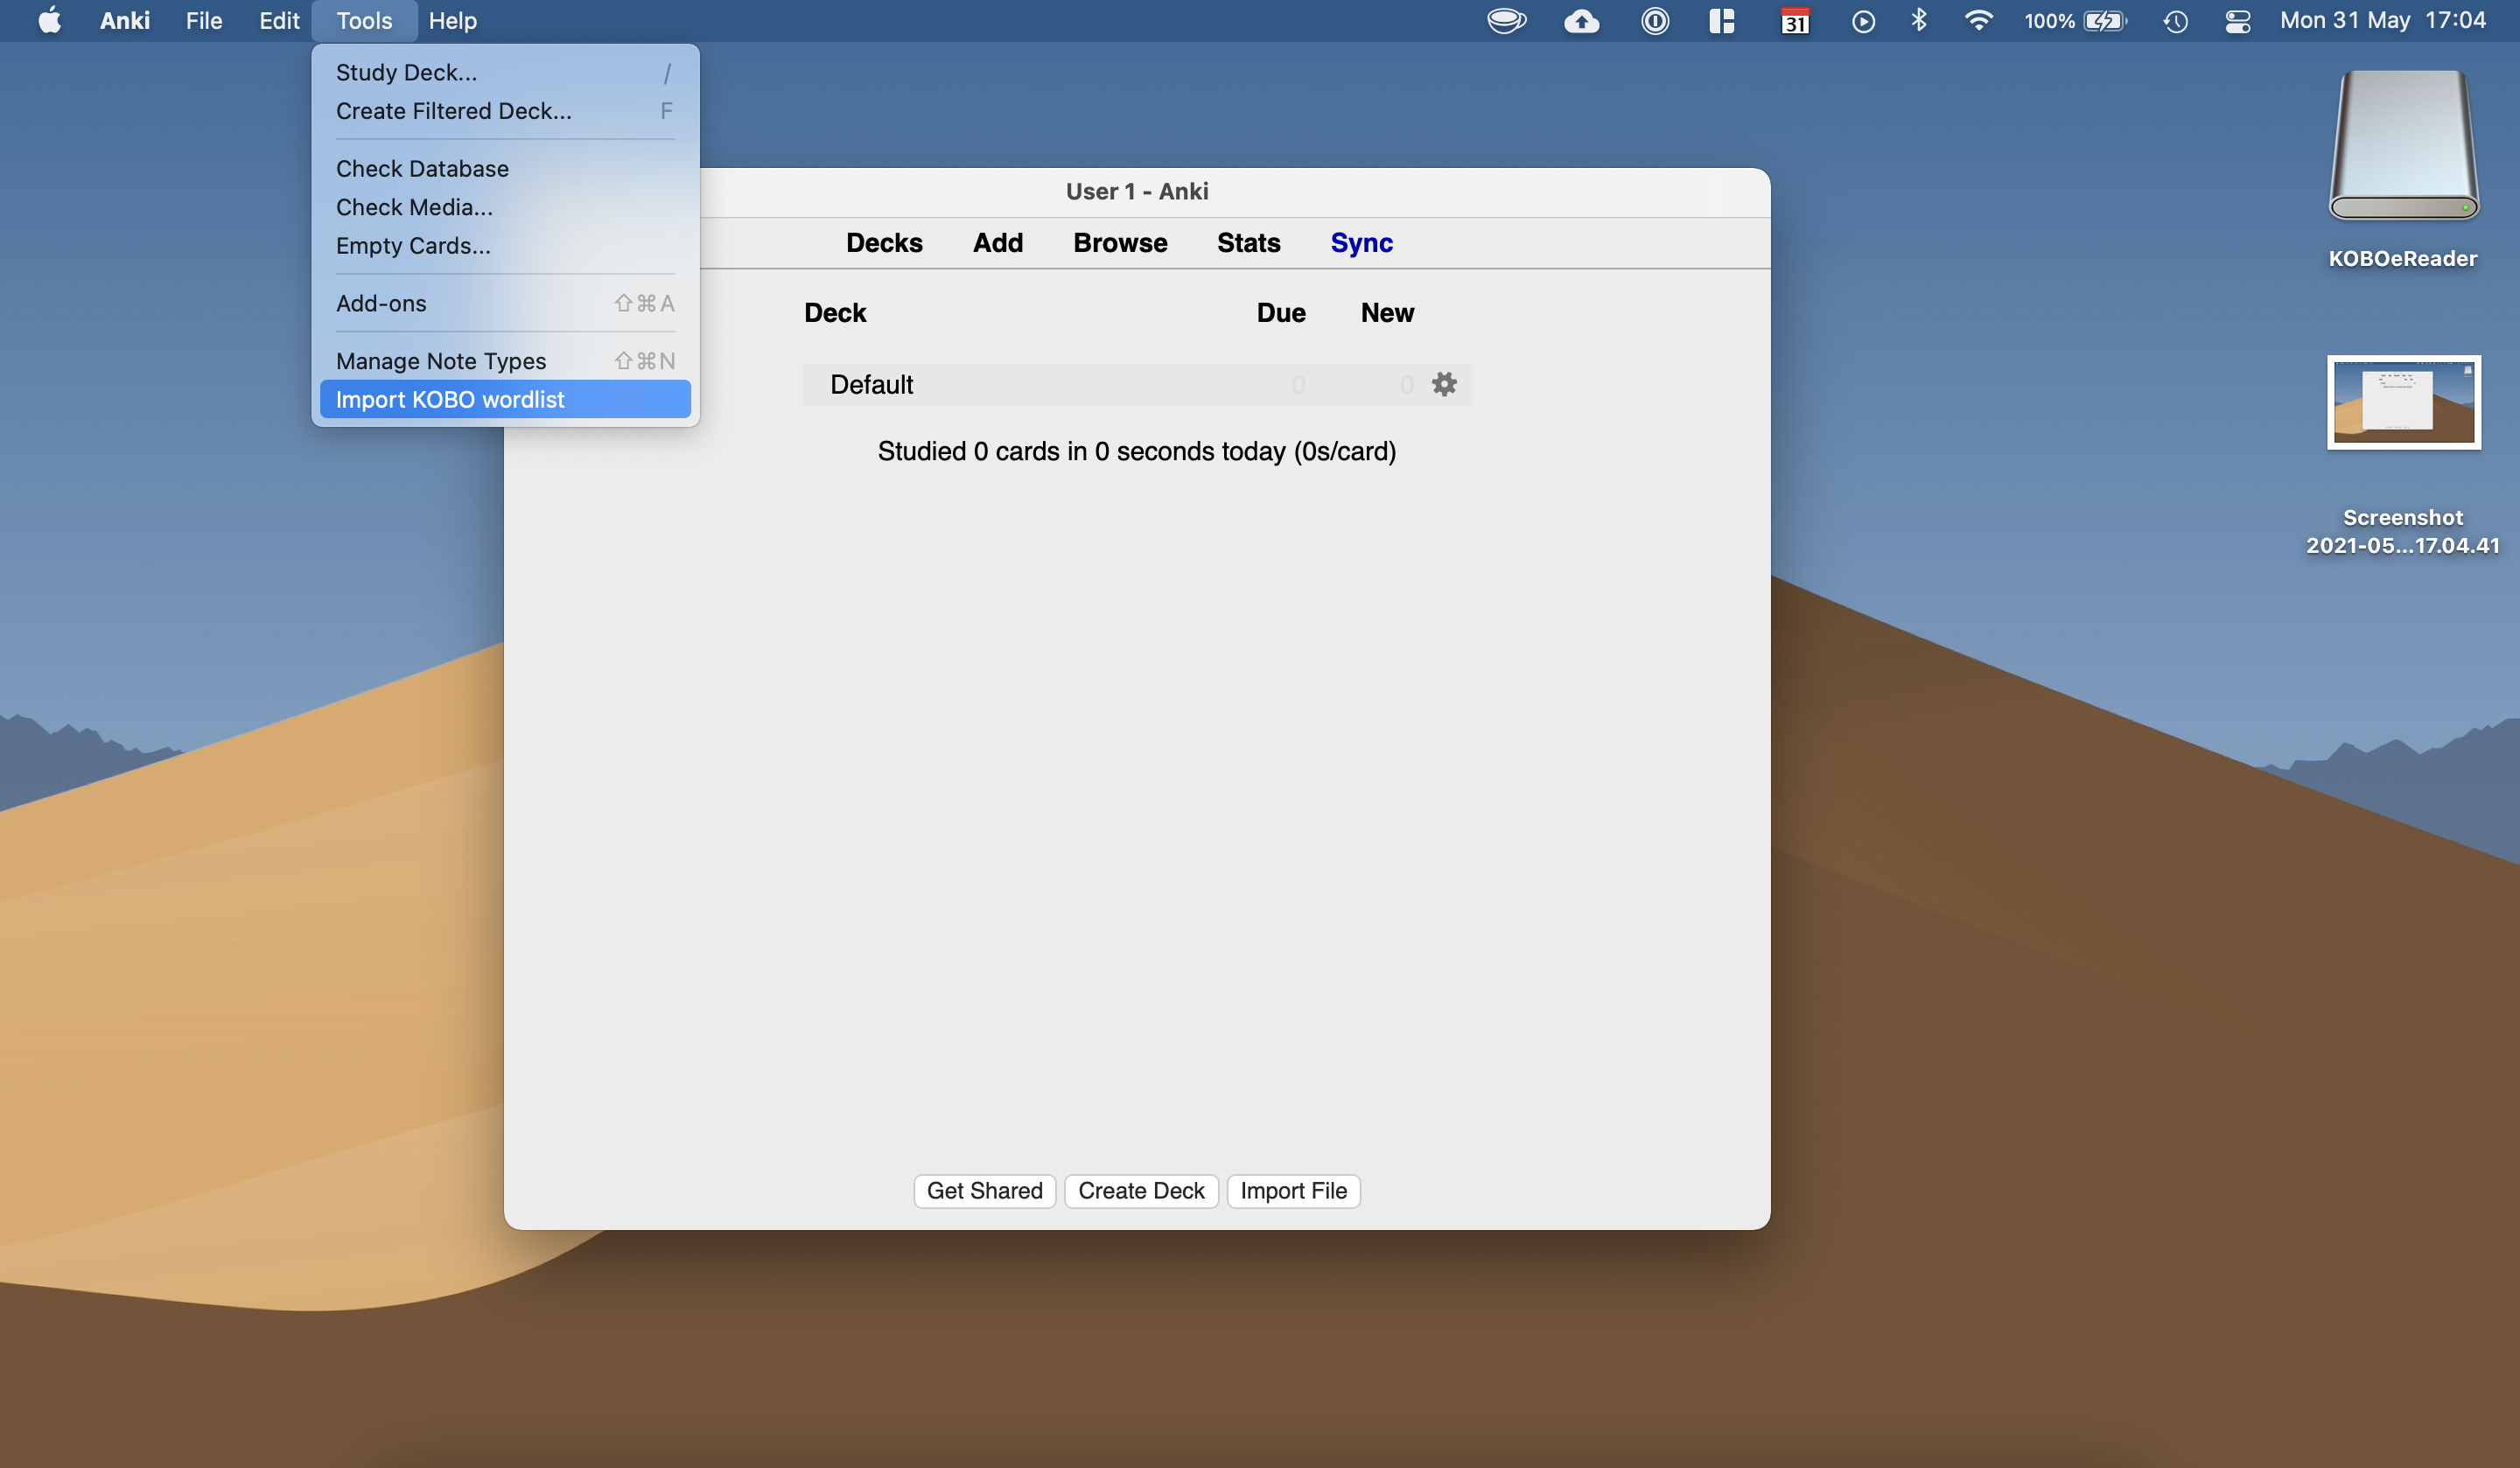 Anki File Edit Tools Help 31 100% Mon 31 May 17:04
Study Deck... /
Create Filtered Deck... F
Check Database
Check Media...
Empty Cards...
Add-ons ⇧⌘A
Manage Note Types ⇧⌘N
Import KOBO wordlist
User 1 - Anki
Decks Add Browse Stats Sync
Deck Due New
Default 0 0
Studied 0 cards in 0 seconds today (0s/card)
Get Shared Create Deck Import File
KOBOeReader
Screenshot
2021-05...17.04.41